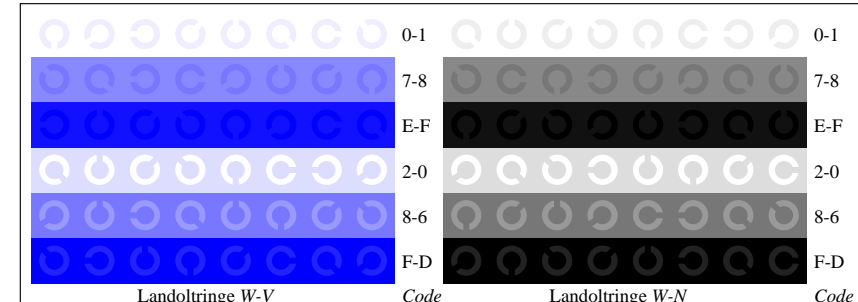 0-1 0-1
7-8 7-8
E-F E-F
2-0 2-0
8-6 8-6
F-D F-D
Landoltringe W-V Code Landoltringe W-N Code